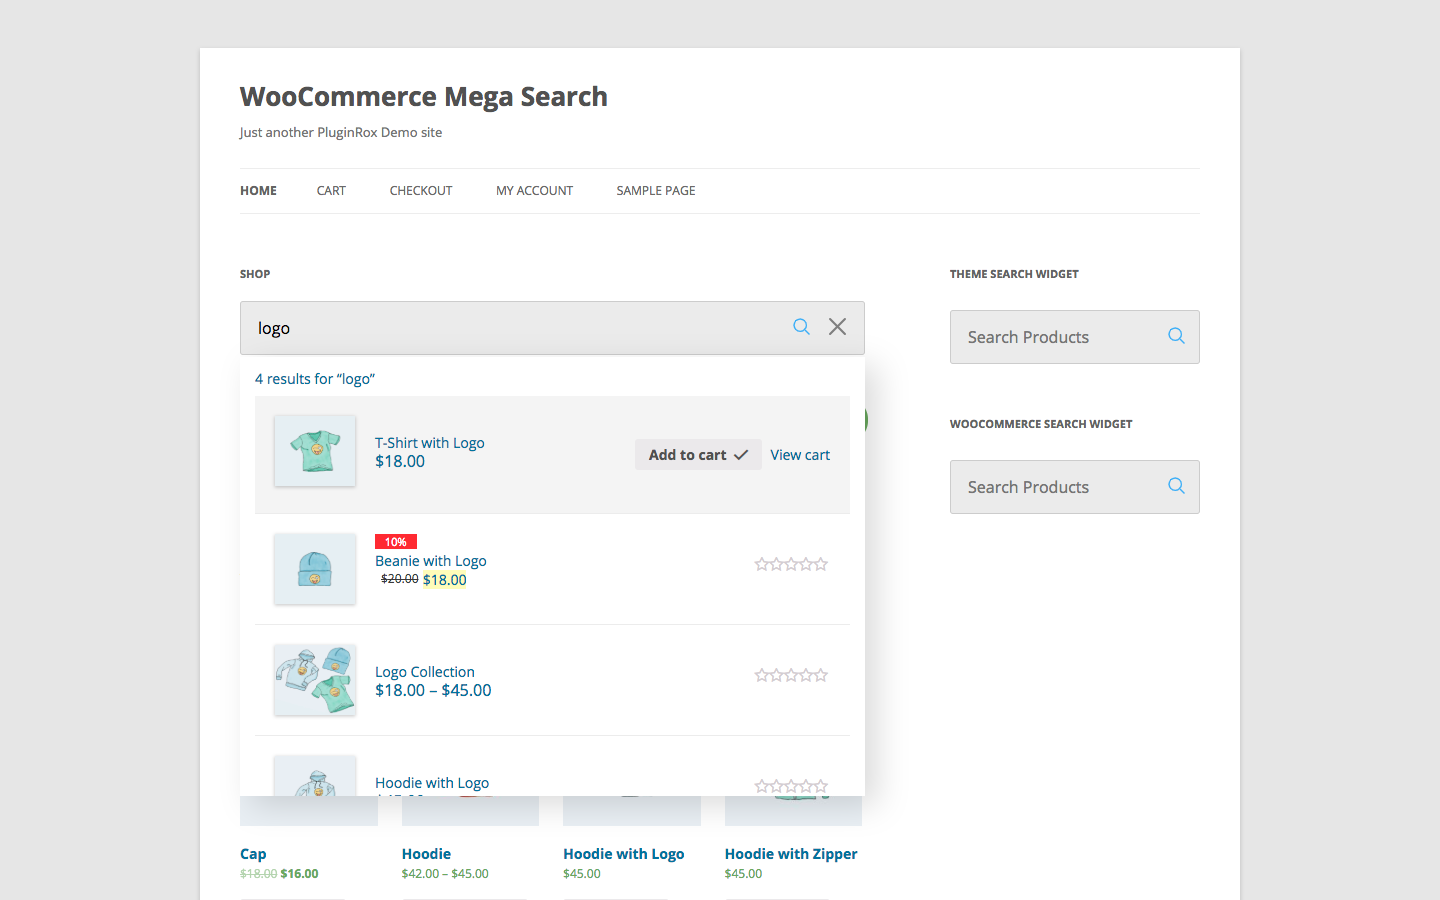 WooCommerce Mega Search
Just another PluginRox Demo site
HOME CART CHECKOUT MY ACCOUNT SAMPLE PAGE
SHOP
logo
4 results for “logo”
T-Shirt with Logo
$18.00
Add to cart View cart
10%
Beanie with Logo
$20.00 $18.00
Logo Collection
$18.00 – $45.00
Hoodie with Logo
THEME SEARCH WIDGET
Search Products
WOOCOMMERCE SEARCH WIDGET
Search Products
Cap
$18.00 $16.00
Hoodie
$42.00 – $45.00
Hoodie with Logo
$45.00
Hoodie with Zipper
$45.00